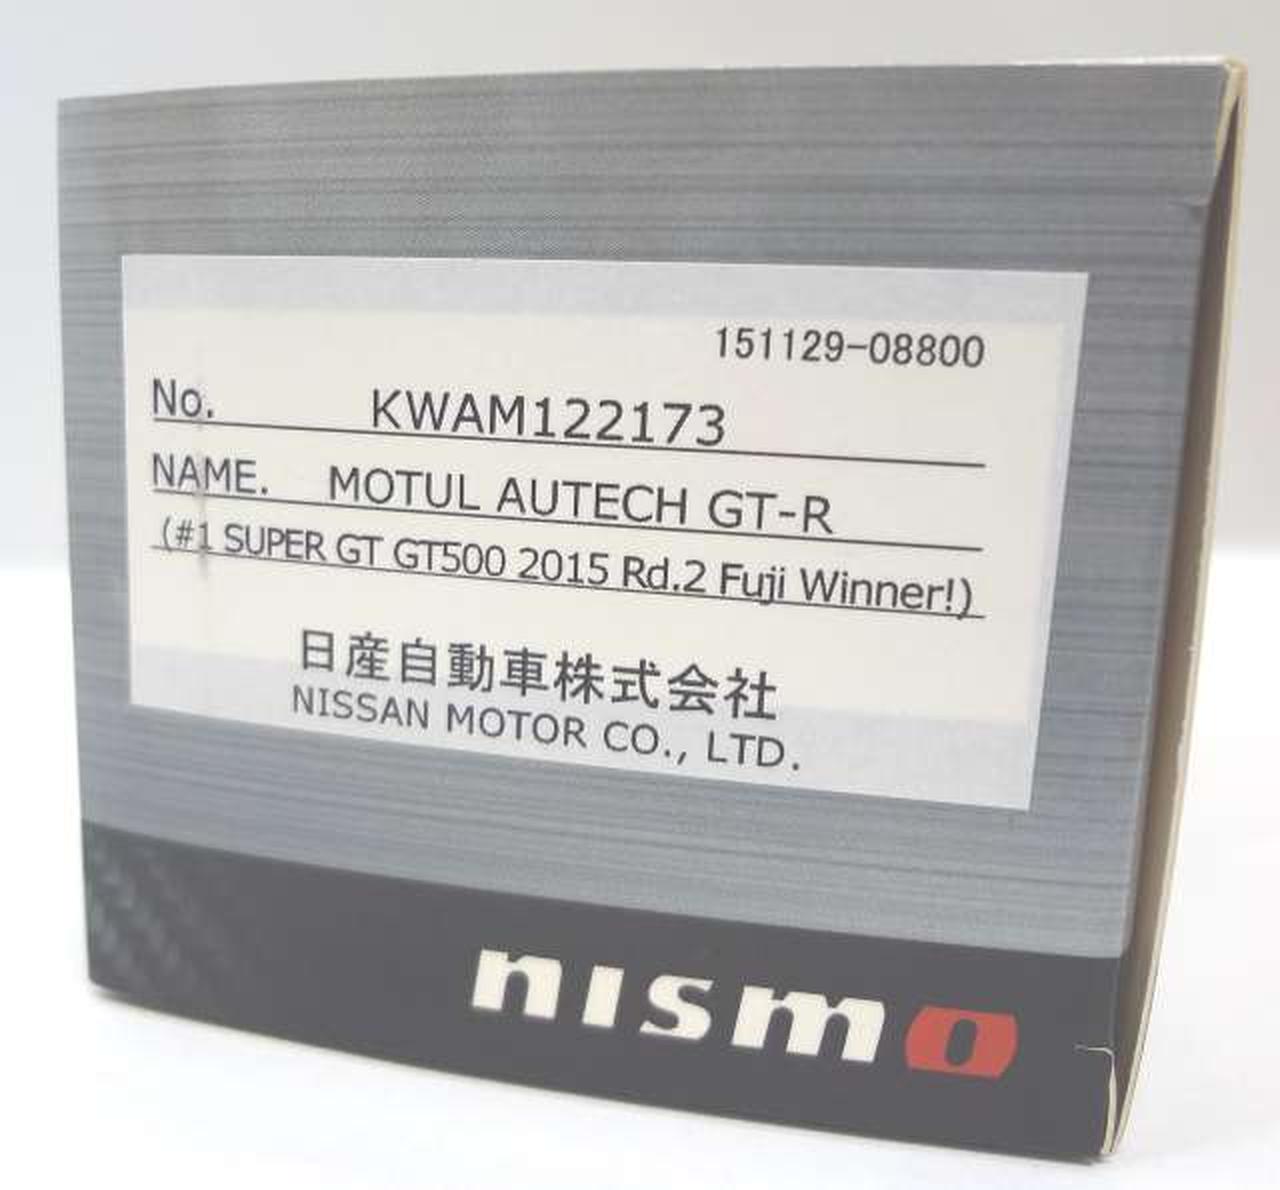 151129-08800
No. KWAM122173
NAME. MOTUL AUTECH GT-R
(#1 SUPER GT GT500 2015 Rd.2 Fuji Winner!)
日産自動車株式会社
NISSAN MOTOR CO., LTD.
nismo